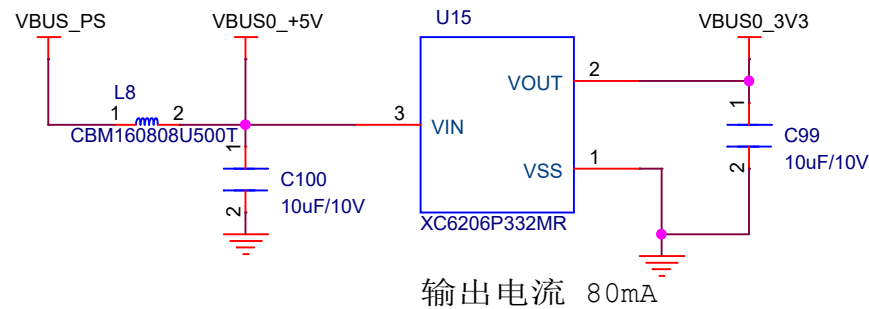 U15
VBUS_PS
VBUS0_+5V
VBUS0_3V3
L8
1
2
CBM160808U500T
3
VIN
VOUT
2
VSS
1
1
C100
10uF/10V
2
1
C99
10uF/10V
2
XC6206P332MR
输出电流 80mA